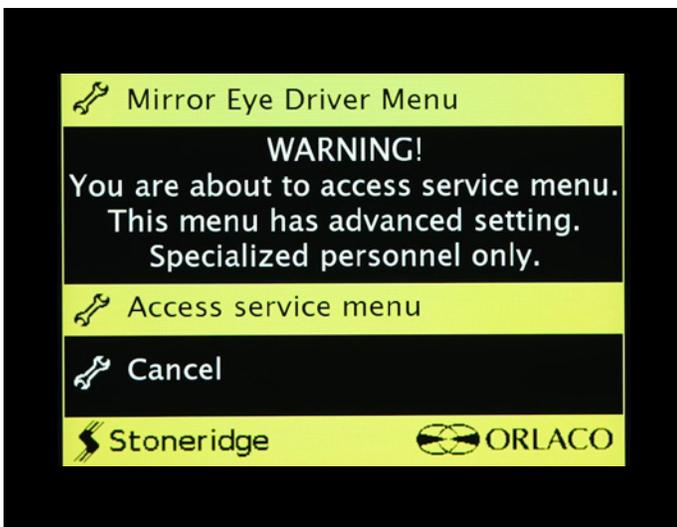 Mirror Eye Driver Menu
WARNING!
You are about to access service menu.
This menu has advanced setting.
Specialized personnel only.
Access service menu
Cancel
Stoneridge
ORLACO